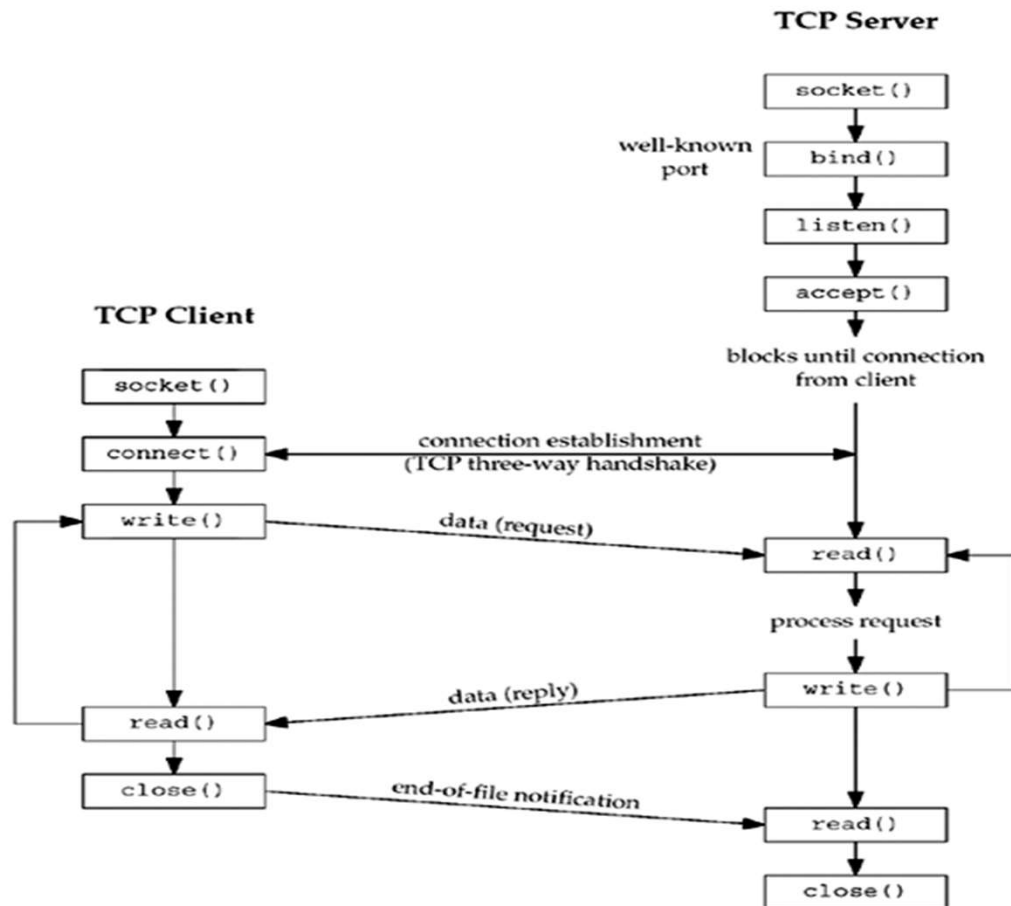 TCP Server
socket()
well-known
port
bind()
listen()
accept()
TCP Client
blocks until connection
from client
socket()
connection establishment
(TCP three-way handshake)
connect()
write()
data (request)
read()
process request
write()
data (reply)
read()
close()
end-of-file notification
read()
close()